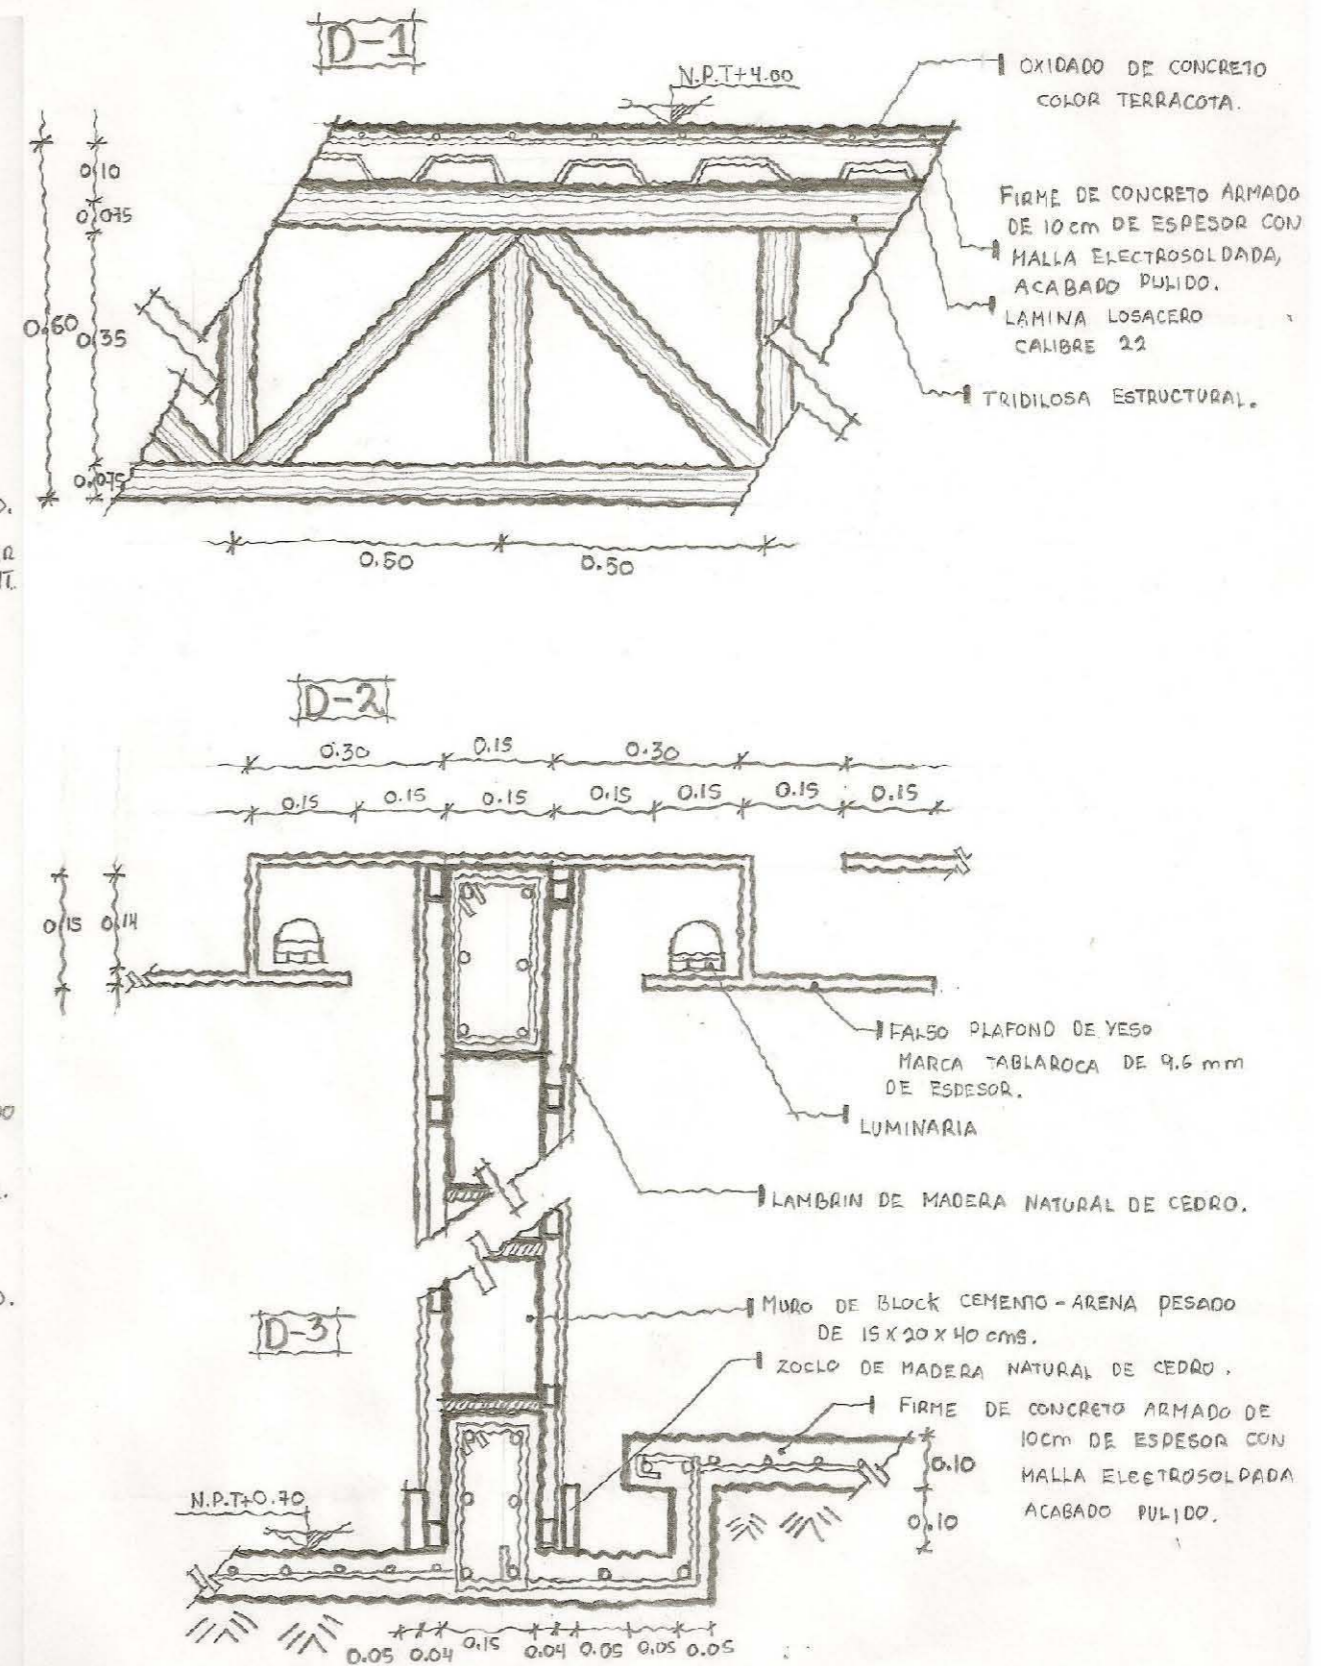 D-1
N.P.T+4.00
OXIDADO DE CONCRETO
COLOR TERRACOTA.
0.10
0.075
0.60
0.35
0.075
FIRME DE CONCRETO ARMADO
DE 10cm DE ESPESOR CON
MALLA ELECTROSOLDADA,
ACABADO PULIDO.
LAMINA LOSACERO
CALIBRE 22
TRIDILOSA ESTRUCTURAL.
0.50 0.50
D-2
0.30 0.15 0.30
0.15 0.15 0.15 0.15 0.15 0.15 0.15
0.15 0.14
FALSO PLAFOND DE YESO
MARCA TABLAROCA DE 9.5 mm
DE ESPESOR.
LUMINARIA
LAMBRIN DE MADERA NATURAL DE CEDRO.
D-3
MURO DE BLOCK CEMENTO-ARENA PESADO
DE 15X20X40 cms.
ZOCLO DE MADERA NATURAL DE CEDRO.
FIRME DE CONCRETO ARMADO DE
10cm DE ESPESOR CON
MALLA ELECTROSOLDADA
ACABADO PULIDO.
0.10
0.10
N.P.T+0.70
0.05 0.04 0.15 0.04 0.05 0.05 0.05